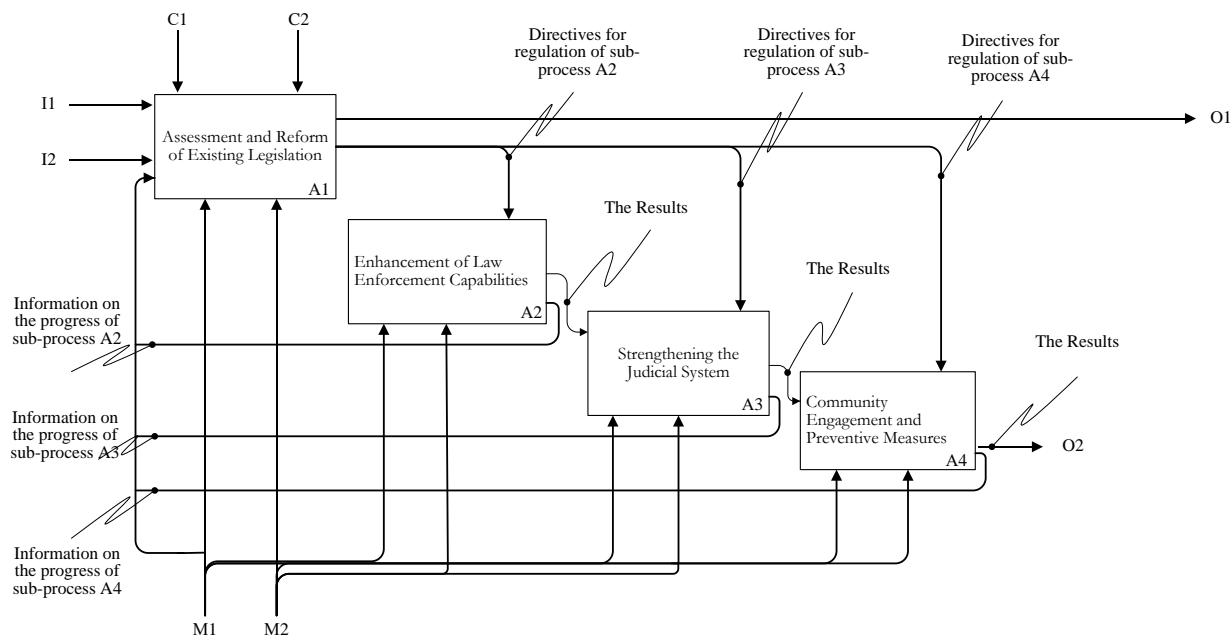 C1
C2
Directives for
regulation of sub-
process A2
Directives for
regulation of sub-
process A3
Directives for
regulation of sub-
process A4
I1
I2
O1
Assessment and Reform
of Existing Legislation
A1
The Results
Enhancement of Law
Enforcement Capabilities
A2
The Results
Information on
the progress of
sub-process A2
Strengthening the
Judicial System
A3
The Results
Community
Engagement and
Preventive Measures
A4
O2
Information on
the progress of
sub-process A3
Information on
the progress of
sub-process A4
M1
M2